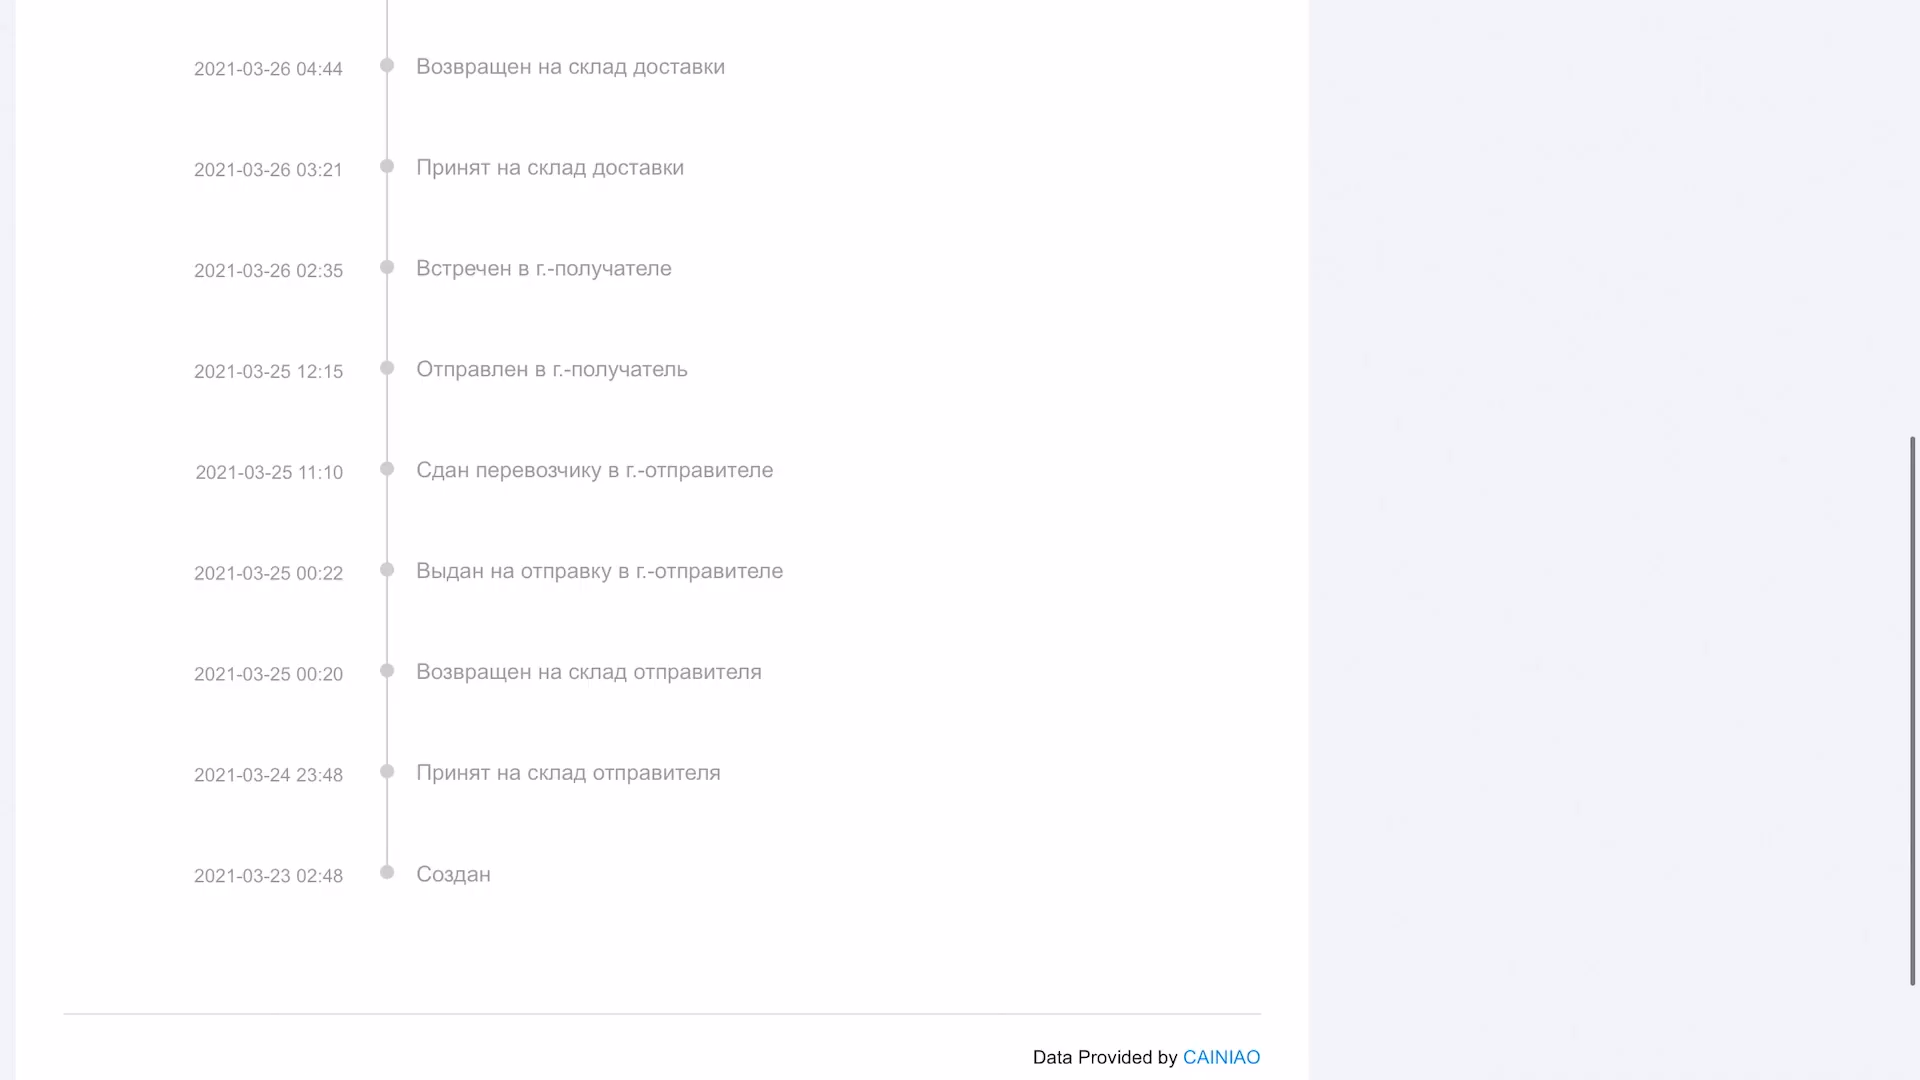 2021-03-26 04:44 Возвращен на склад доставки
2021-03-26 03:21 Принят на склад доставки
2021-03-26 02:35 Встречен в г.-получателе
2021-03-25 12:15 Отправлен в г.-получатель
2021-03-25 11:10 Сдан перевозчику в г.-отправителе
2021-03-25 00:22 Выдан на отправку в г.-отправителе
2021-03-25 00:20 Возвращен на склад отправителя
2021-03-24 23:48 Принят на склад отправителя
2021-03-23 02:48 Создан
Data Provided by CAINIAO